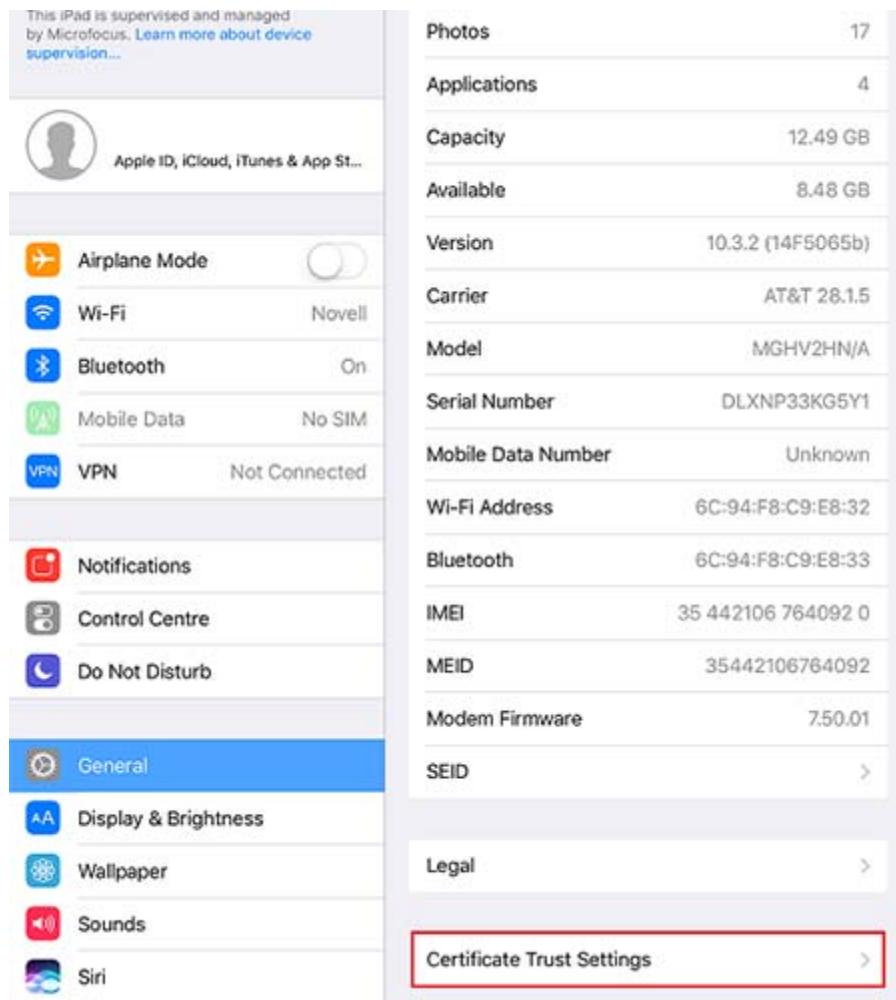 This iPad is supervised and managed
by Microfocus. Learn more about device
supervision...
Apple ID, iCloud, iTunes & App St...
Airplane Mode
Wi-Fi Novell
Bluetooth On
Mobile Data No SIM
VPN VPN Not Connected
Notifications
Control Centre
Do Not Disturb
General
AA Display & Brightness
Wallpaper
Sounds
Siri
Photos 17
Applications 4
Capacity 12.49 GB
Available 8.48 GB
Version 10.3.2 (14F5065b)
Carrier AT&T 28.1.5
Model MGHV2HN/A
Serial Number DLXNP33KG5Y1
Mobile Data Number Unknown
Wi-Fi Address 6C:94:F8:C9:E8:32
Bluetooth 6C:94:F8:C9:E8:33
IMEI 35 442106 764092 0
MEID 35442106764092
Modem Firmware 7.50.01
SEID
Legal
Certificate Trust Settings